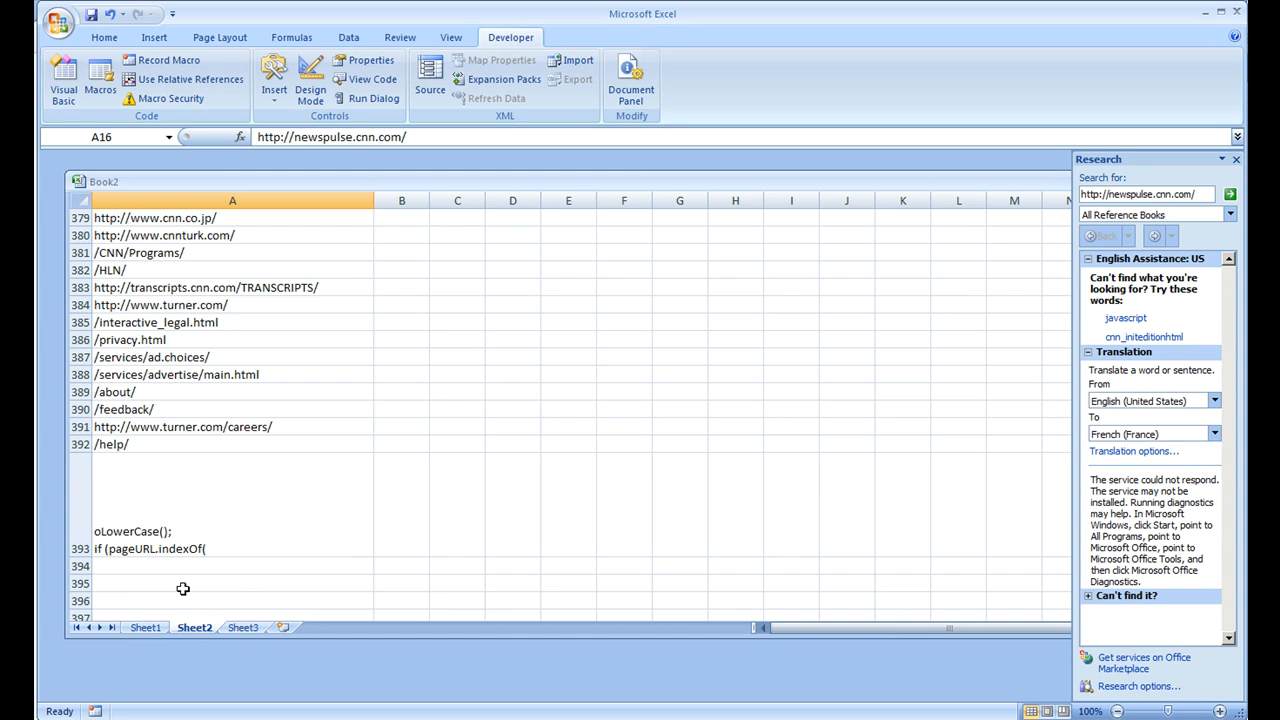 Microsoft Excel
Home Insert Page Layout Formulas Data Review View Developer
Visual Basic
Macros
Record Macro
Use Relative References
Macro Security
Code
Insert
Design Mode
Properties
View Code
Run Dialog
Controls
Source
Map Properties
Expansion Packs
Refresh Data
Import
Export
XML
Document Panel
Modify
A16
fx
http://newspulse.cnn.com/
Book2
A B C D E F G H I J K L M N
379 http://www.cnn.co.jp/
380 http://www.cnnturk.com/
381 /CNN/Programs/
382 /HLN/
383 http://transcripts.cnn.com/TRANSCRIPTS/
384 http://www.turner.com/
385 /interactive_legal.html
386 /privacy.html
387 /services/ad.choices/
388 /services/advertise/main.html
389 /about/
390 /feedback/
391 http://www.turner.com/careers/
392 /help/
oLowerCase();
393 if (pageURL.indexOf(
394
395
396
397
Sheet1 Sheet2 Sheet3
Research
Search for:
http://newspulse.cnn.com/
All Reference Books
Back
English Assistance: US
Can't find what you're
looking for? Try these
words:
javascript
cnn_initeditionhtml
Translation
Translate a word or sentence.
From
English (United States)
To
French (France)
Translation options...
The service could not respond.
The service may not be
installed. Running diagnostics
may help. In Microsoft
Windows, click Start, point to
All Programs, point to
Microsoft Office, point to
Microsoft Office Tools, and
then click Microsoft Office
Diagnostics.
Can't find it?
Get services on Office
Marketplace
Research options...
Ready
100%